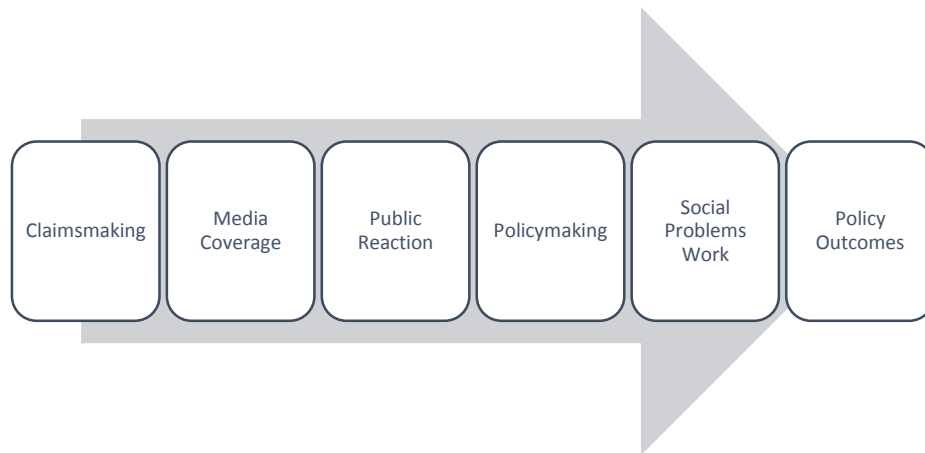 Claimsmaking
Media
Coverage
Public
Reaction
Policymaking
Social
Problems
Work
Policy
Outcomes